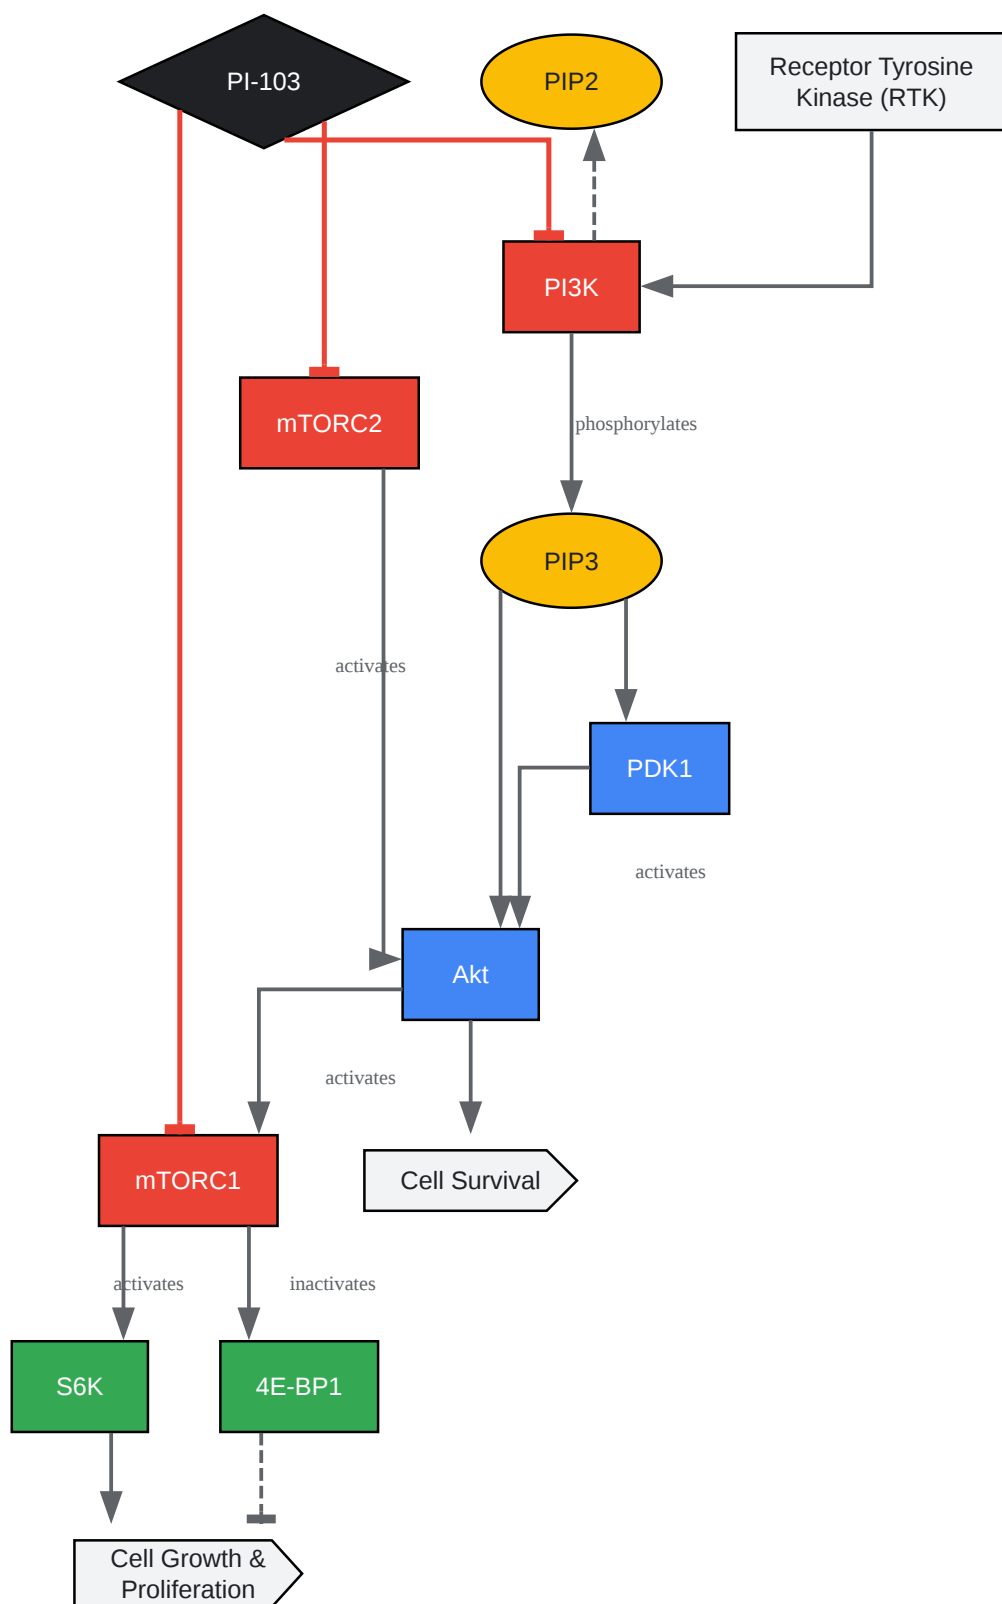 PI-103
PIP2
Receptor Tyrosine
Kinase (RTK)
PI3K
mTORC2
phosphorylates
PIP3
activates
PDK1
activates
Akt
activates
mTORC1
Cell Survival
activates
inactivates
S6K
4E-BP1
Cell Growth &
Proliferation